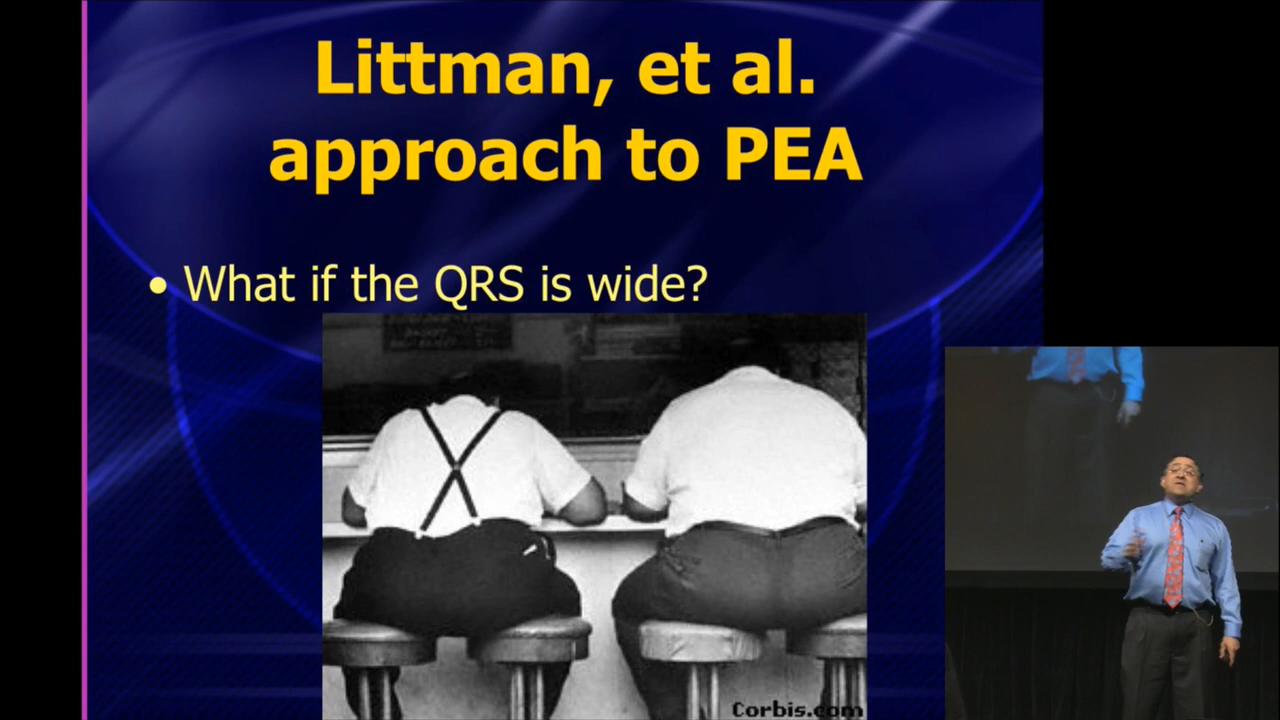 Littman, et al.
approach to PEA
• What if the QRS is wide?
Corbis.com